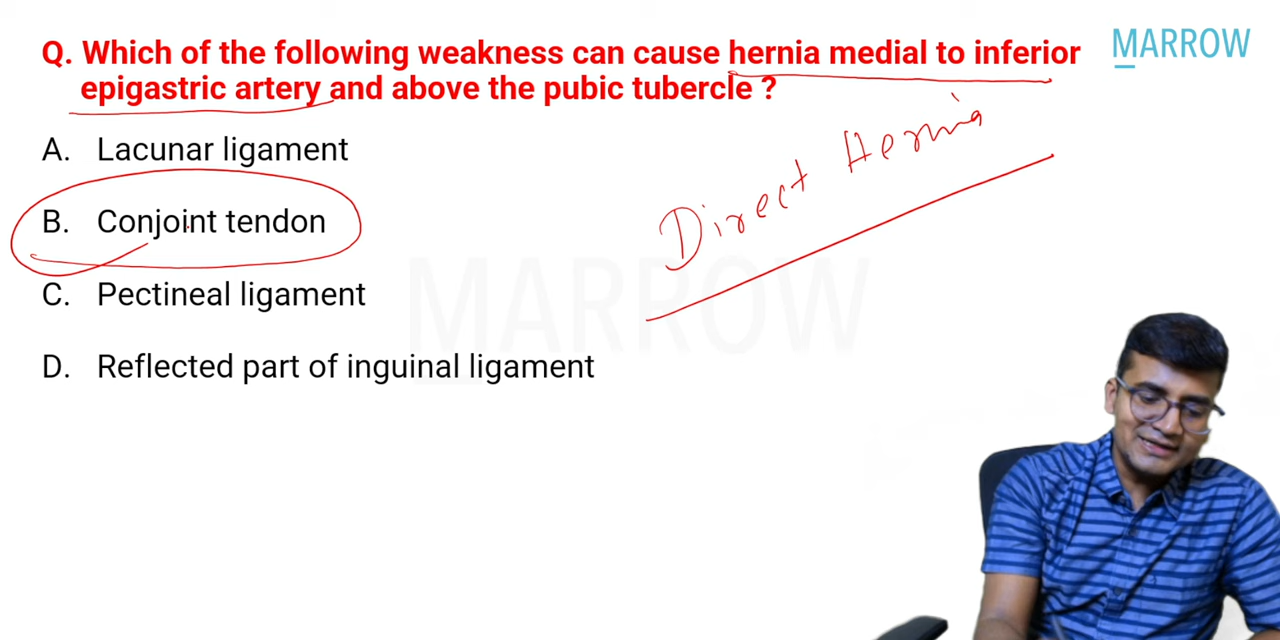 Q. Which of the following weakness can cause hernia medial to inferior
epigastric artery and above the pubic tubercle ?
MARROW
A. Lacunar ligament
B. Conjoint tendon
C. Pectineal ligament
D. Reflected part of inguinal ligament
Direct Hernia
MARROW